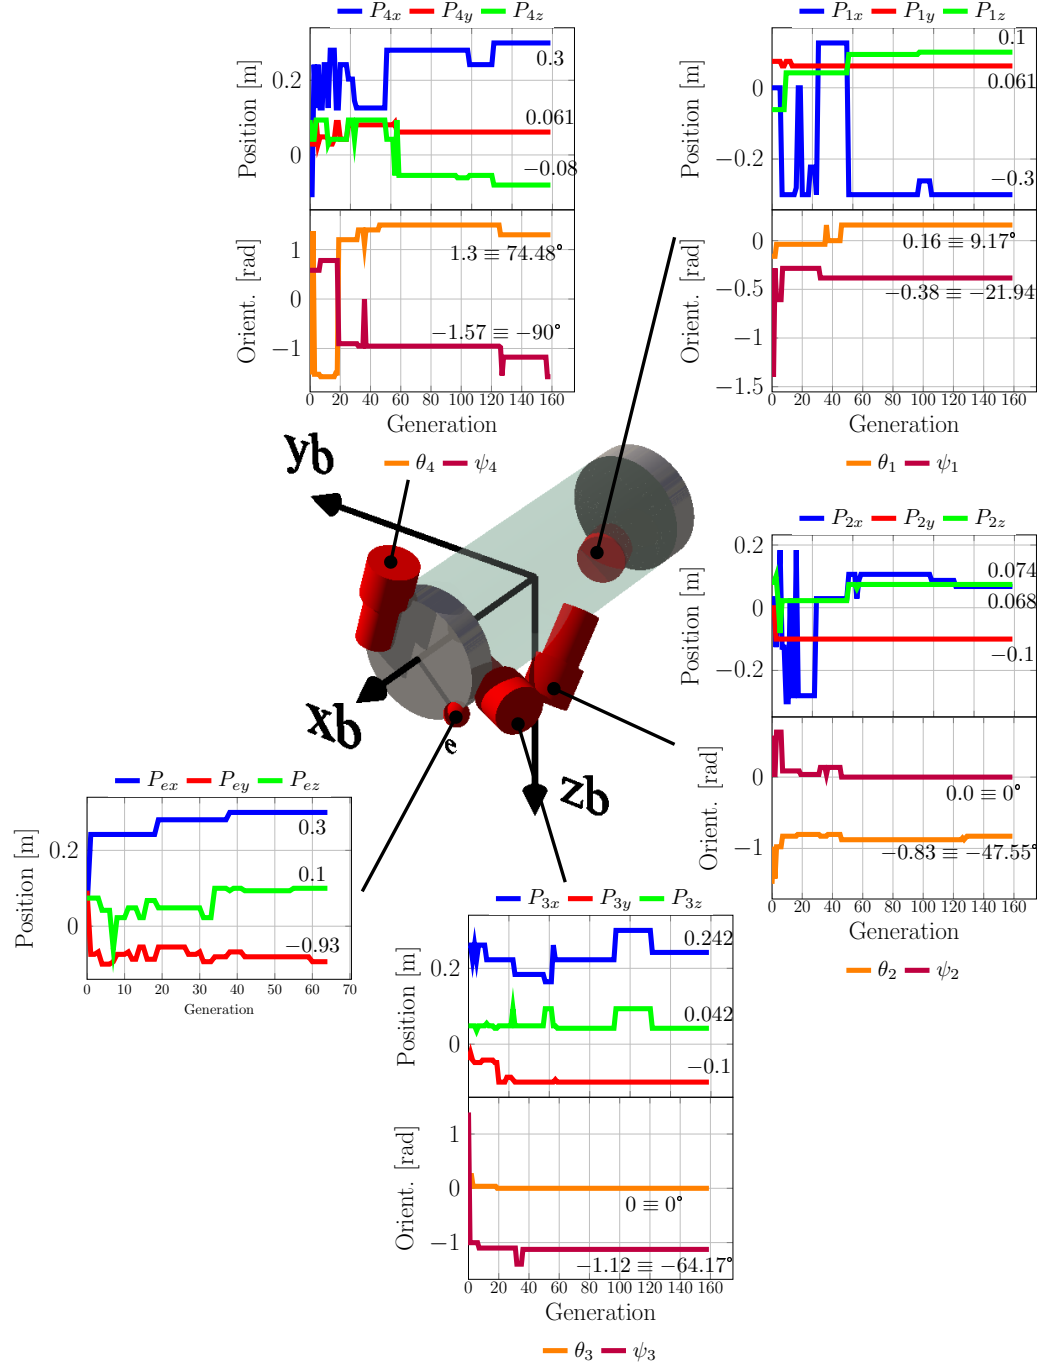 P4x P4y P4z
Position [m]
0.2
0
0.3
0.061
−0.08
Orient. [rad]
1
0
−1
1.3 ≡ 74.48°
−1.57 ≡ −90°
0 20 40 60 80 100 120 140 160
Generation
θ4 ψ4
P1x P1y P1z
Position [m]
0
−0.2
0.1
0.061
−0.3
Orient. [rad]
0
−0.5
−1
−1.5
0.16 ≡ 9.17°
−0.38 ≡ −21.94
0 20 40 60 80 100 120 140 160
Generation
θ1 ψ1
yb
xb
zb
e
P2x P2y P2z
Position [m]
0.2
0
−0.2
0.074
0.068
−0.1
Orient. [rad]
0
−1
0.0 ≡ 0°
−0.83 ≡ −47.55°
0 20 40 60 80 100 120 140 160
Generation
θ2 ψ2
Pex Pey Pez
Position [m]
0.2
0
0.3
0.1
−0.93
0 10 20 30 40 50 60 70
Generation
P3x P3y P3z
Position [m]
0.2
0
0.242
0.042
−0.1
Orient. [rad]
1
0
−1
0 ≡ 0°
−1.12 ≡ −64.17°
0 20 40 60 80 100 120 140 160
Generation
θ3 ψ3